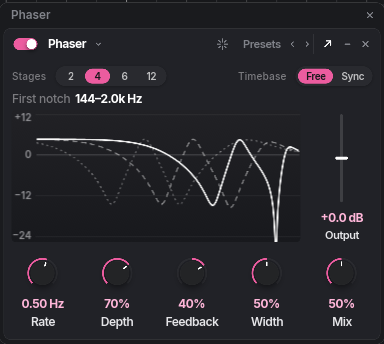 Phaser ×
Phaser Presets ‹ › – ×
Stages 2 4 6 12 Timebase Free Sync
First notch 144–2.0k Hz
+12
0
−12
−24
+0.0 dB
Output
0.50 Hz 70% 40% 50% 50%
Rate Depth Feedback Width Mix